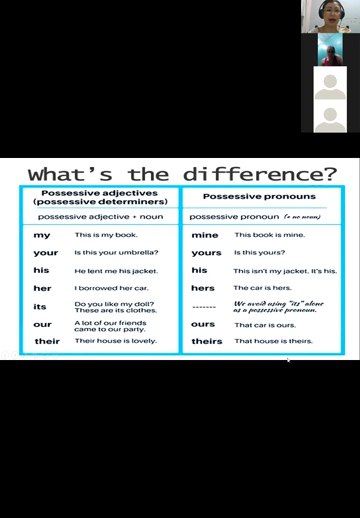 What's the difference?
Possessive adjectives
(possessive determiners)
possessive adjective + noun
my This is my book.
your Is this your umbrella?
his He lent me his jacket.
her I borrowed her car.
its Do you like my doll?
These are its clothes.
our A lot of our friends
came to our party.
their Their house is lovely.
Possessive pronouns
possessive pronoun (+ no noun)
mine This book is mine.
yours Is this yours?
his This isn't my jacket. It's his.
hers The car is hers.
------- We avoid using "its" alone
as a possessive pronoun.
ours That car is ours.
theirs That house is theirs.